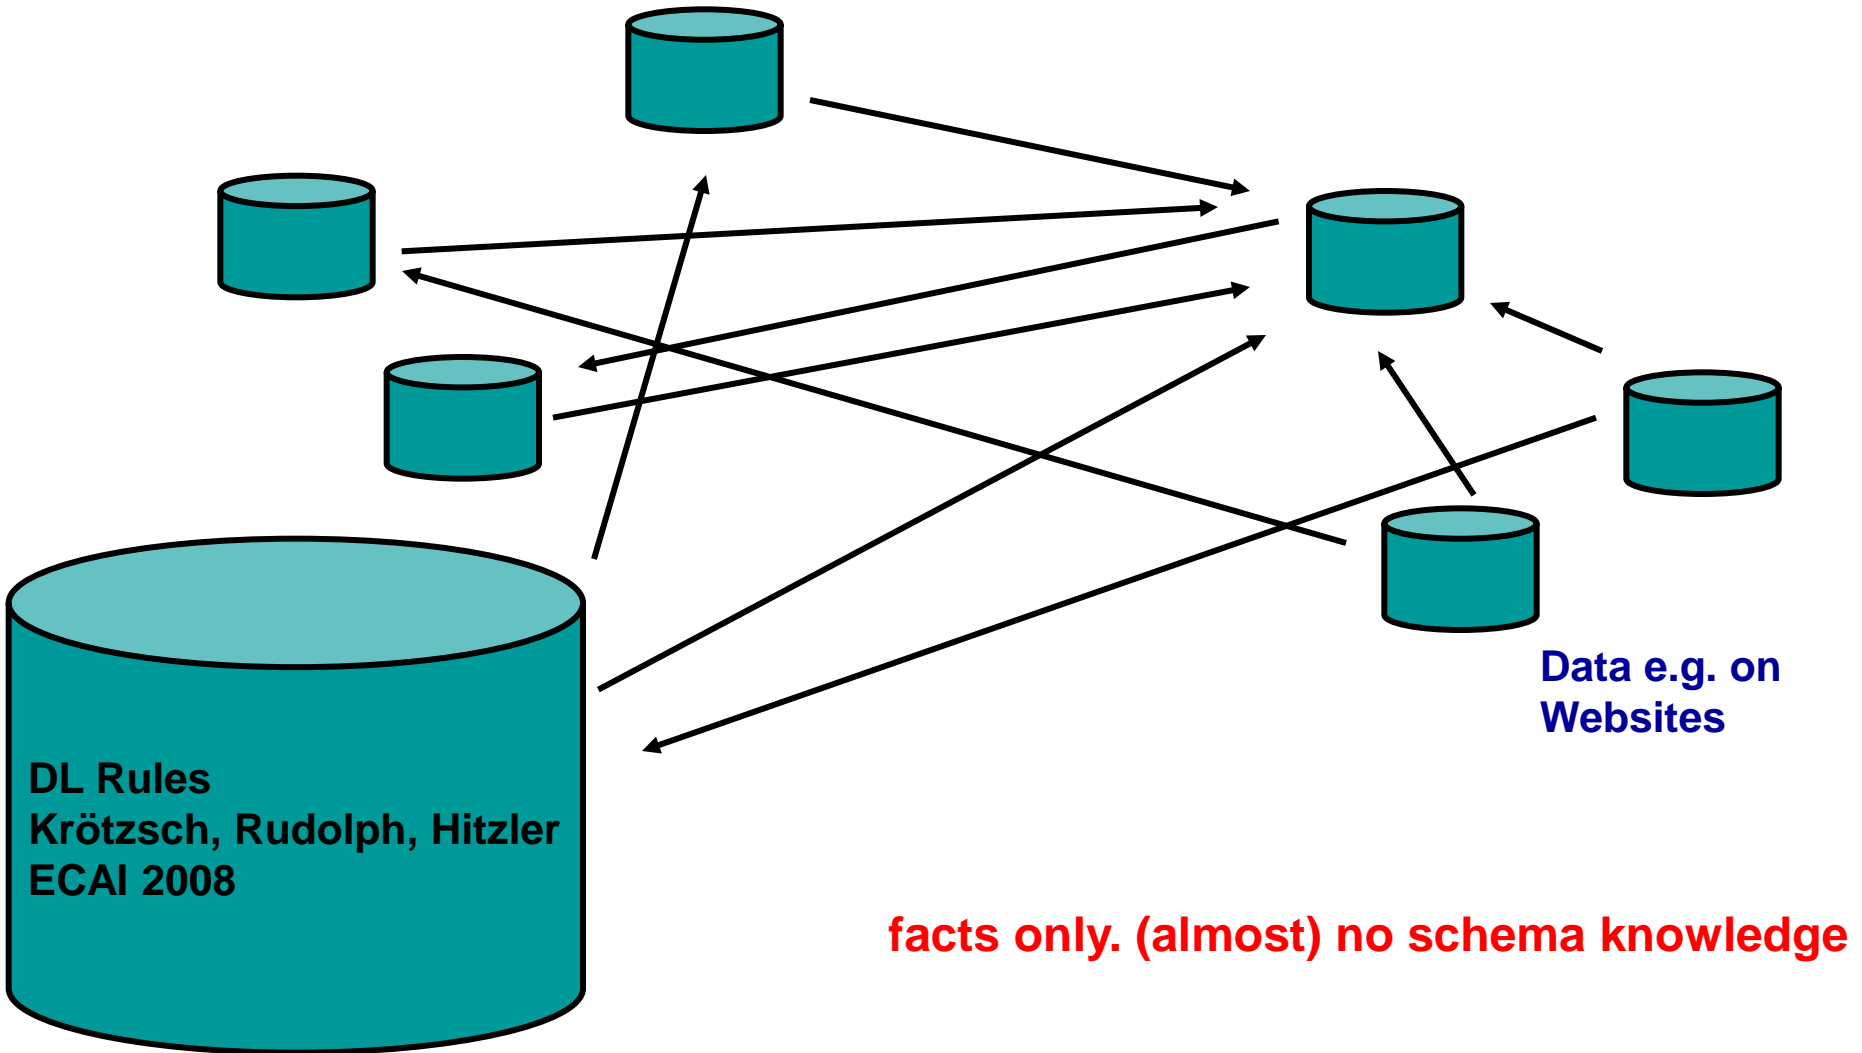 Data e.g. on
Websites
DL Rules
Krötzsch, Rudolph, Hitzler
ECAI 2008
facts only. (almost) no schema knowledge